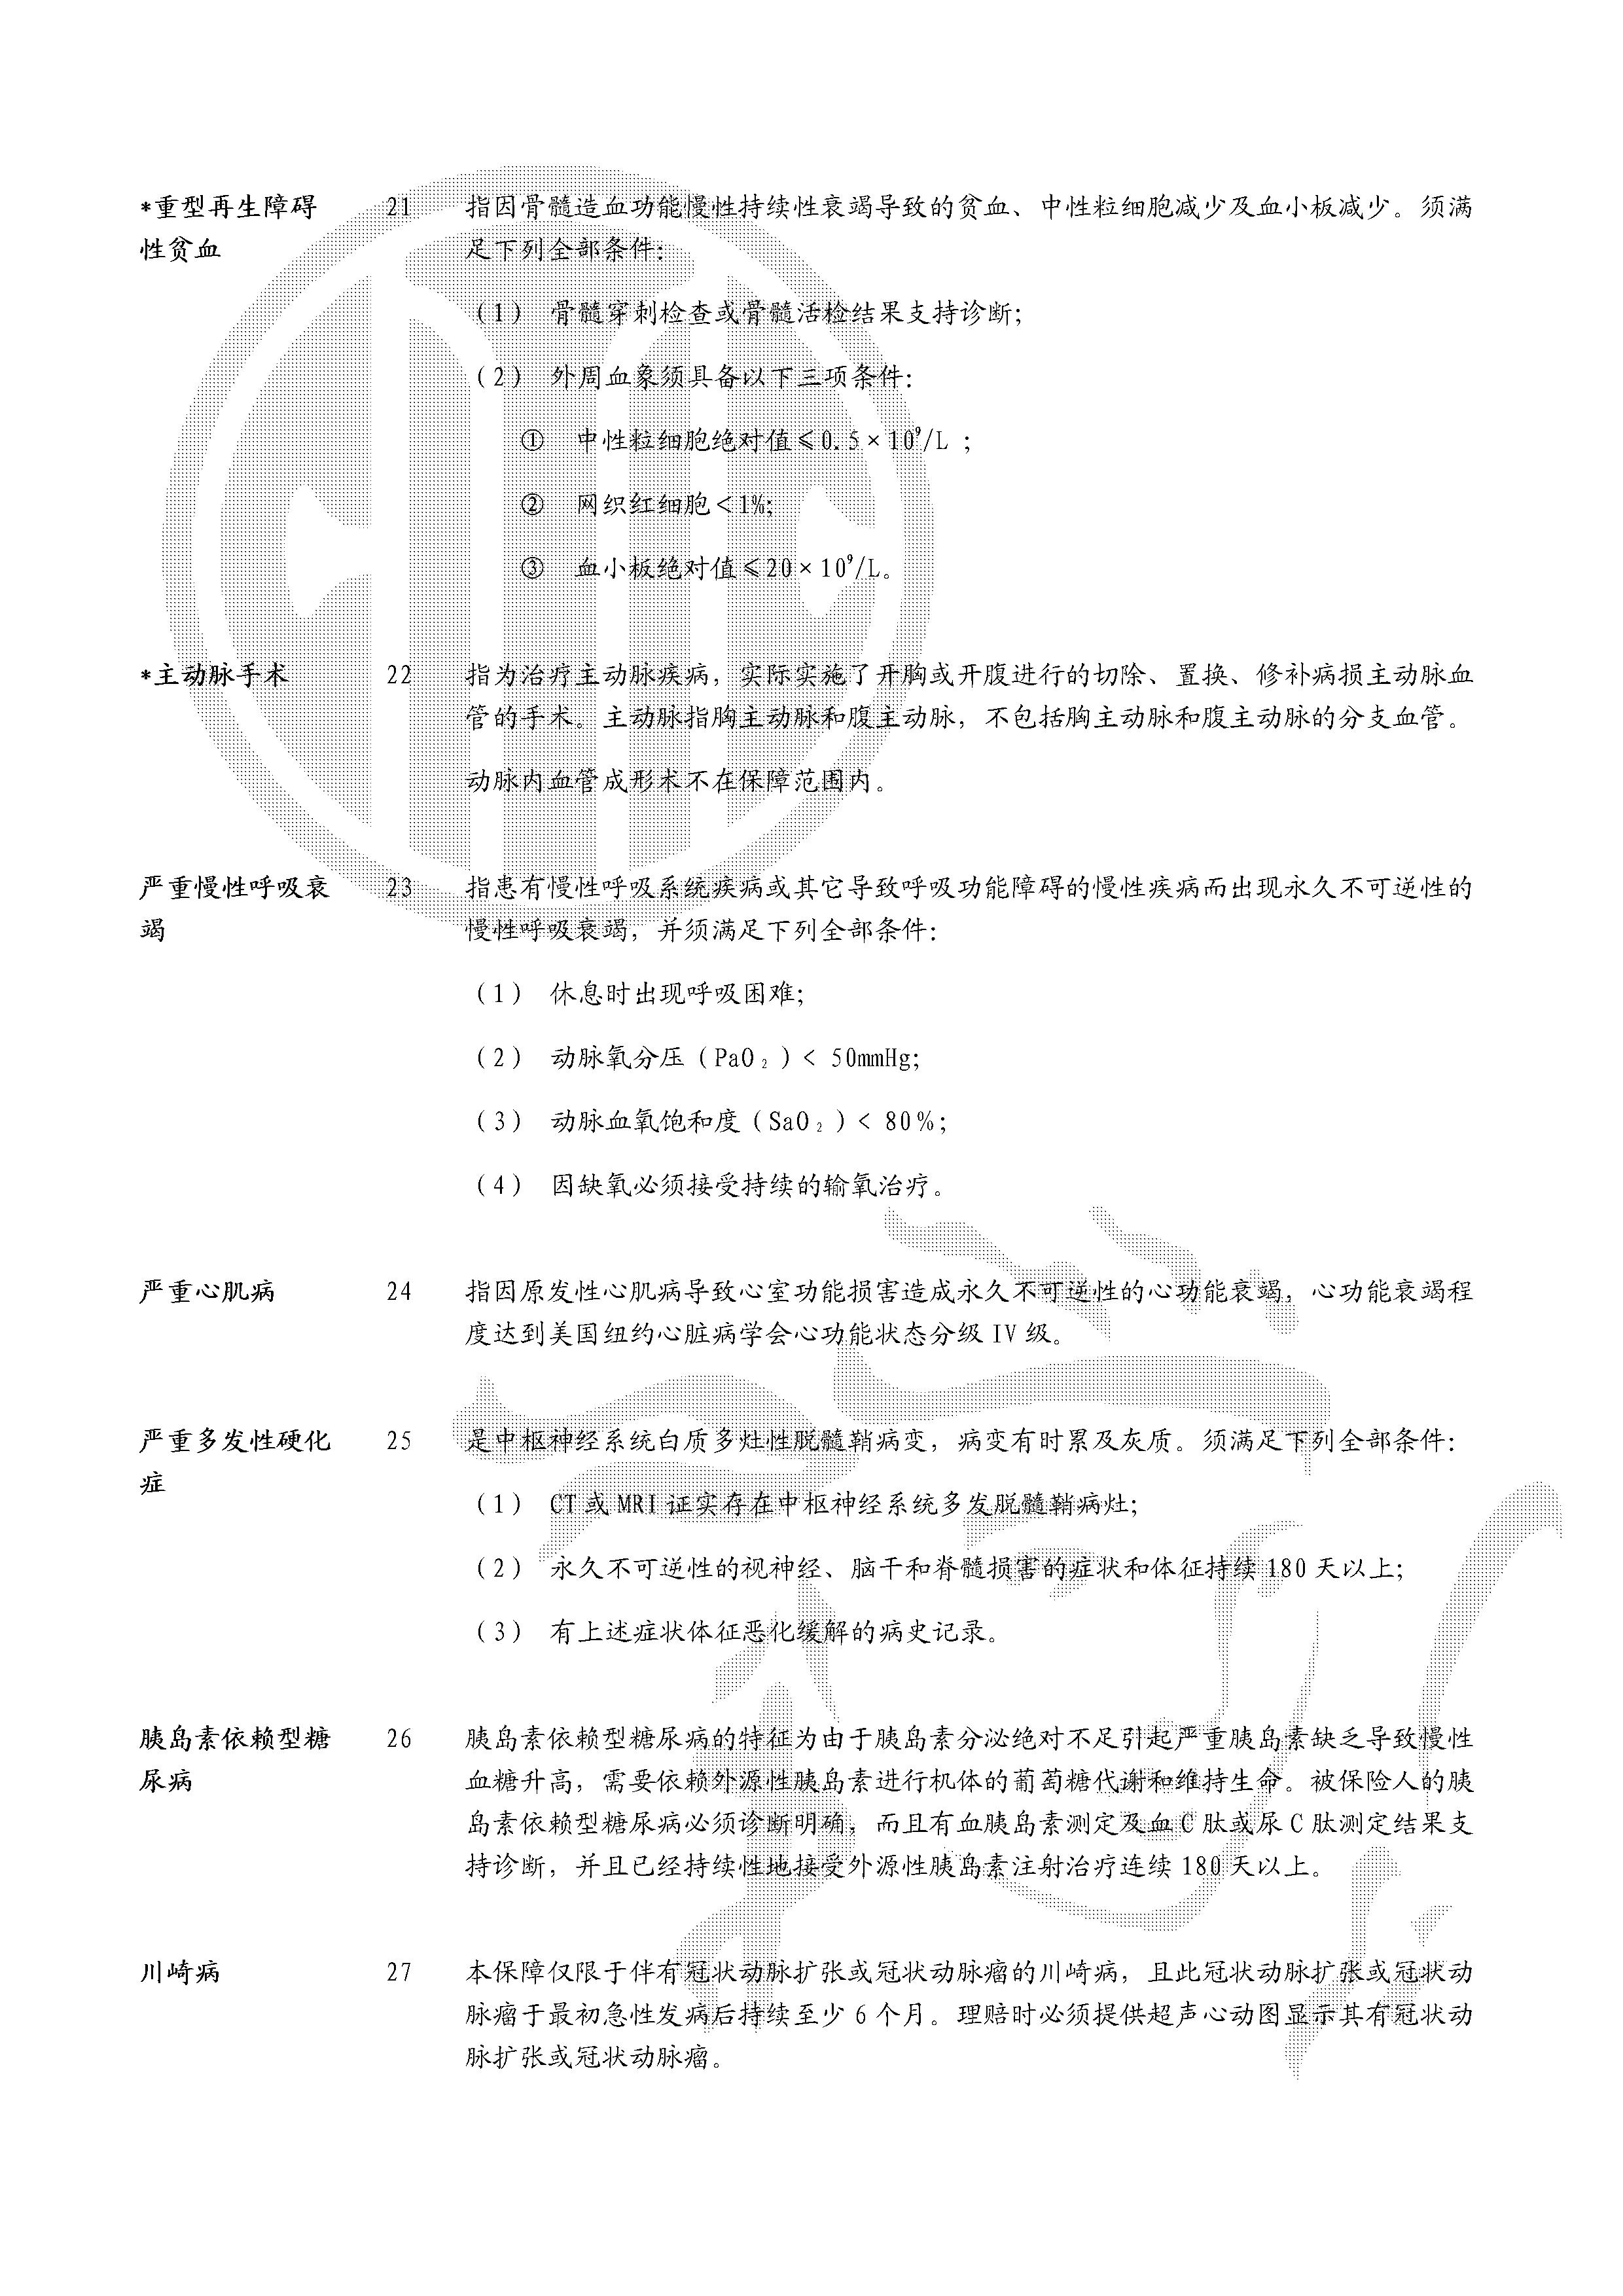 *重型再生障碍 21 指因骨髓造血功能慢性持续性衰竭导致的贫血、中性粒细胞减少及血小板减少。须满
性贫血 足下列全部条件：
（1） 骨髓穿刺检查或骨髓活检结果支持诊断；
（2） 外周血象须具备以下三项条件：
① 中性粒细胞绝对值≤0.5×10⁹/L ；
② 网织红细胞＜1%；
③ 血小板绝对值≤20×10⁹/L。
*主动脉手术 22 指为治疗主动脉疾病，实际实施了开胸或开腹进行的切除、置换、修补病损主动脉血
管的手术。主动脉指胸主动脉和腹主动脉，不包括胸主动脉和腹主动脉的分支血管。
动脉内血管成形术不在保障范围内。
严重慢性呼吸衰 23 指患有慢性呼吸系统疾病或其它导致呼吸功能障碍的慢性疾病而出现永久不可逆性的
竭 慢性呼吸衰竭，并须满足下列全部条件：
（1） 休息时出现呼吸困难；
（2） 动脉氧分压（PaO₂）< 50mmHg；
（3） 动脉血氧饱和度（SaO₂）< 80%；
（4） 因缺氧必须接受持续的输氧治疗。
严重心肌病 24 指因原发性心肌病导致心室功能损害造成永久不可逆性的心功能衰竭，心功能衰竭程
度达到美国纽约心脏病学会心功能状态分级 IV 级。
严重多发性硬化 25 是中枢神经系统白质多灶性脱髓鞘病变，病变有时累及灰质。须满足下列全部条件：
症
（1） CT 或 MRI 证实存在中枢神经系统多发脱髓鞘病灶；
（2） 永久不可逆性的视神经、脑干和脊髓损害的症状和体征持续 180 天以上；
（3） 有上述症状体征恶化缓解的病史记录。
胰岛素依赖型糖 26 胰岛素依赖型糖尿病的特征为由于胰岛素分泌绝对不足引起严重胰岛素缺乏导致慢性
尿病 血糖升高，需要依赖外源性胰岛素进行机体的葡萄糖代谢和维持生命。被保险人的胰
岛素依赖型糖尿病必须诊断明确，而且有血胰岛素测定及血 C 肽或尿 C 肽测定结果支
持诊断，并且已经持续性地接受外源性胰岛素注射治疗连续 180 天以上。
川崎病 27 本保障仅限于伴有冠状动脉扩张或冠状动脉瘤的川崎病，且此冠状动脉扩张或冠状动
脉瘤于最初急性发病后持续至少 6 个月。理赔时必须提供超声心动图显示其有冠状动
脉扩张或冠状动脉瘤。